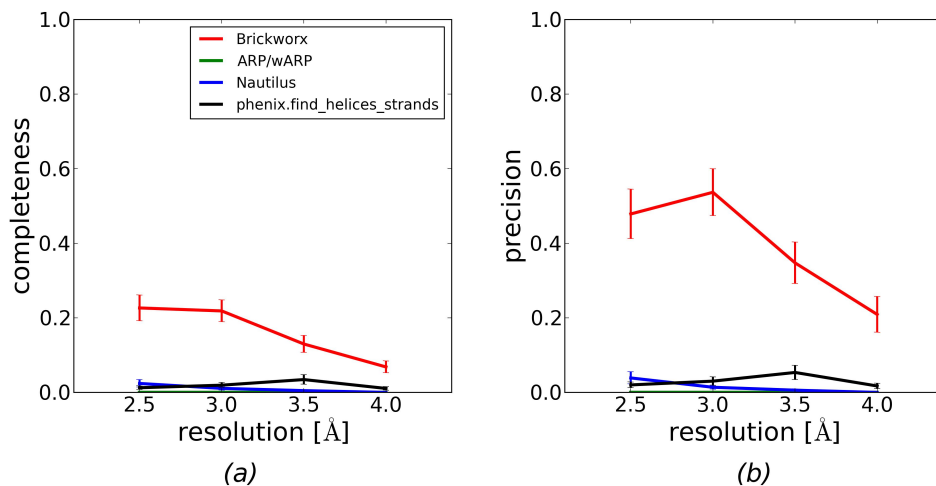 1.0
0.8
0.6
0.4
0.2
0.0
completeness
Brickworx
ARP/wARP
Nautilus
phenix.find_helices_strands
2.5 3.0 3.5 4.0
resolution [Å]
(a)
1.0
0.8
0.6
0.4
0.2
0.0
precision
2.5 3.0 3.5 4.0
resolution [Å]
(b)